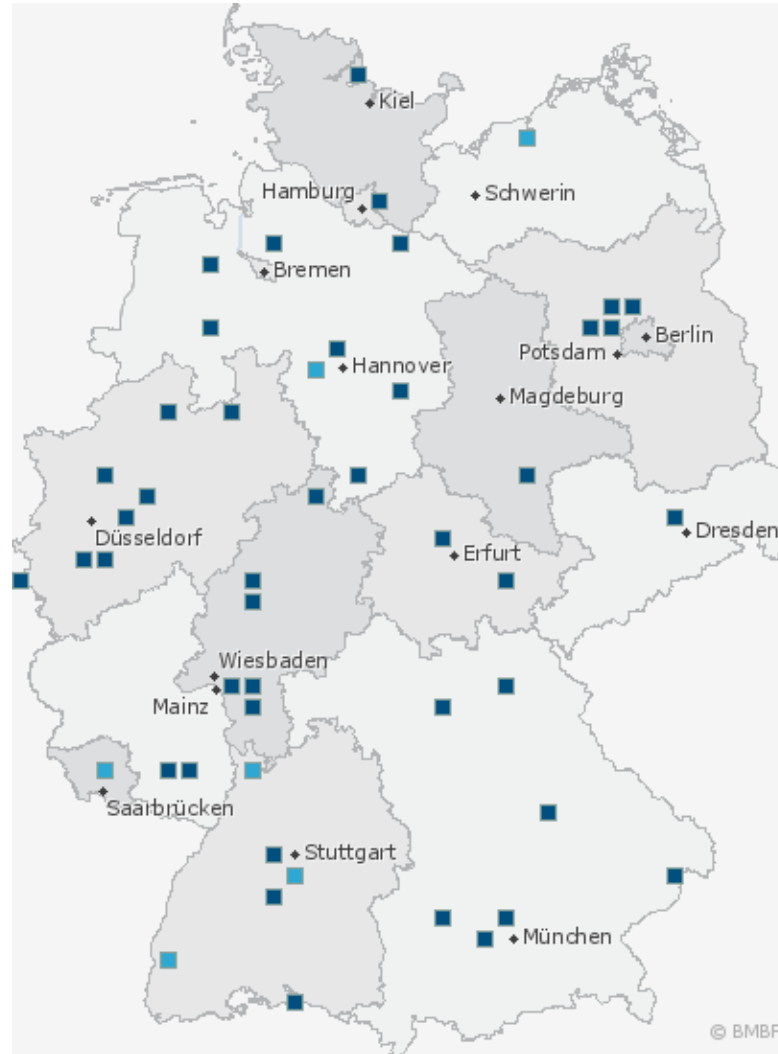 Kiel
Hamburg
Schwerin
Bremen
Berlin
Potsdam
Hannover
Magdeburg
Düsseldorf
Dresden
Erfurt
Wiesbaden
Mainz
Saarbrücken
Stuttgart
München
© BMBF